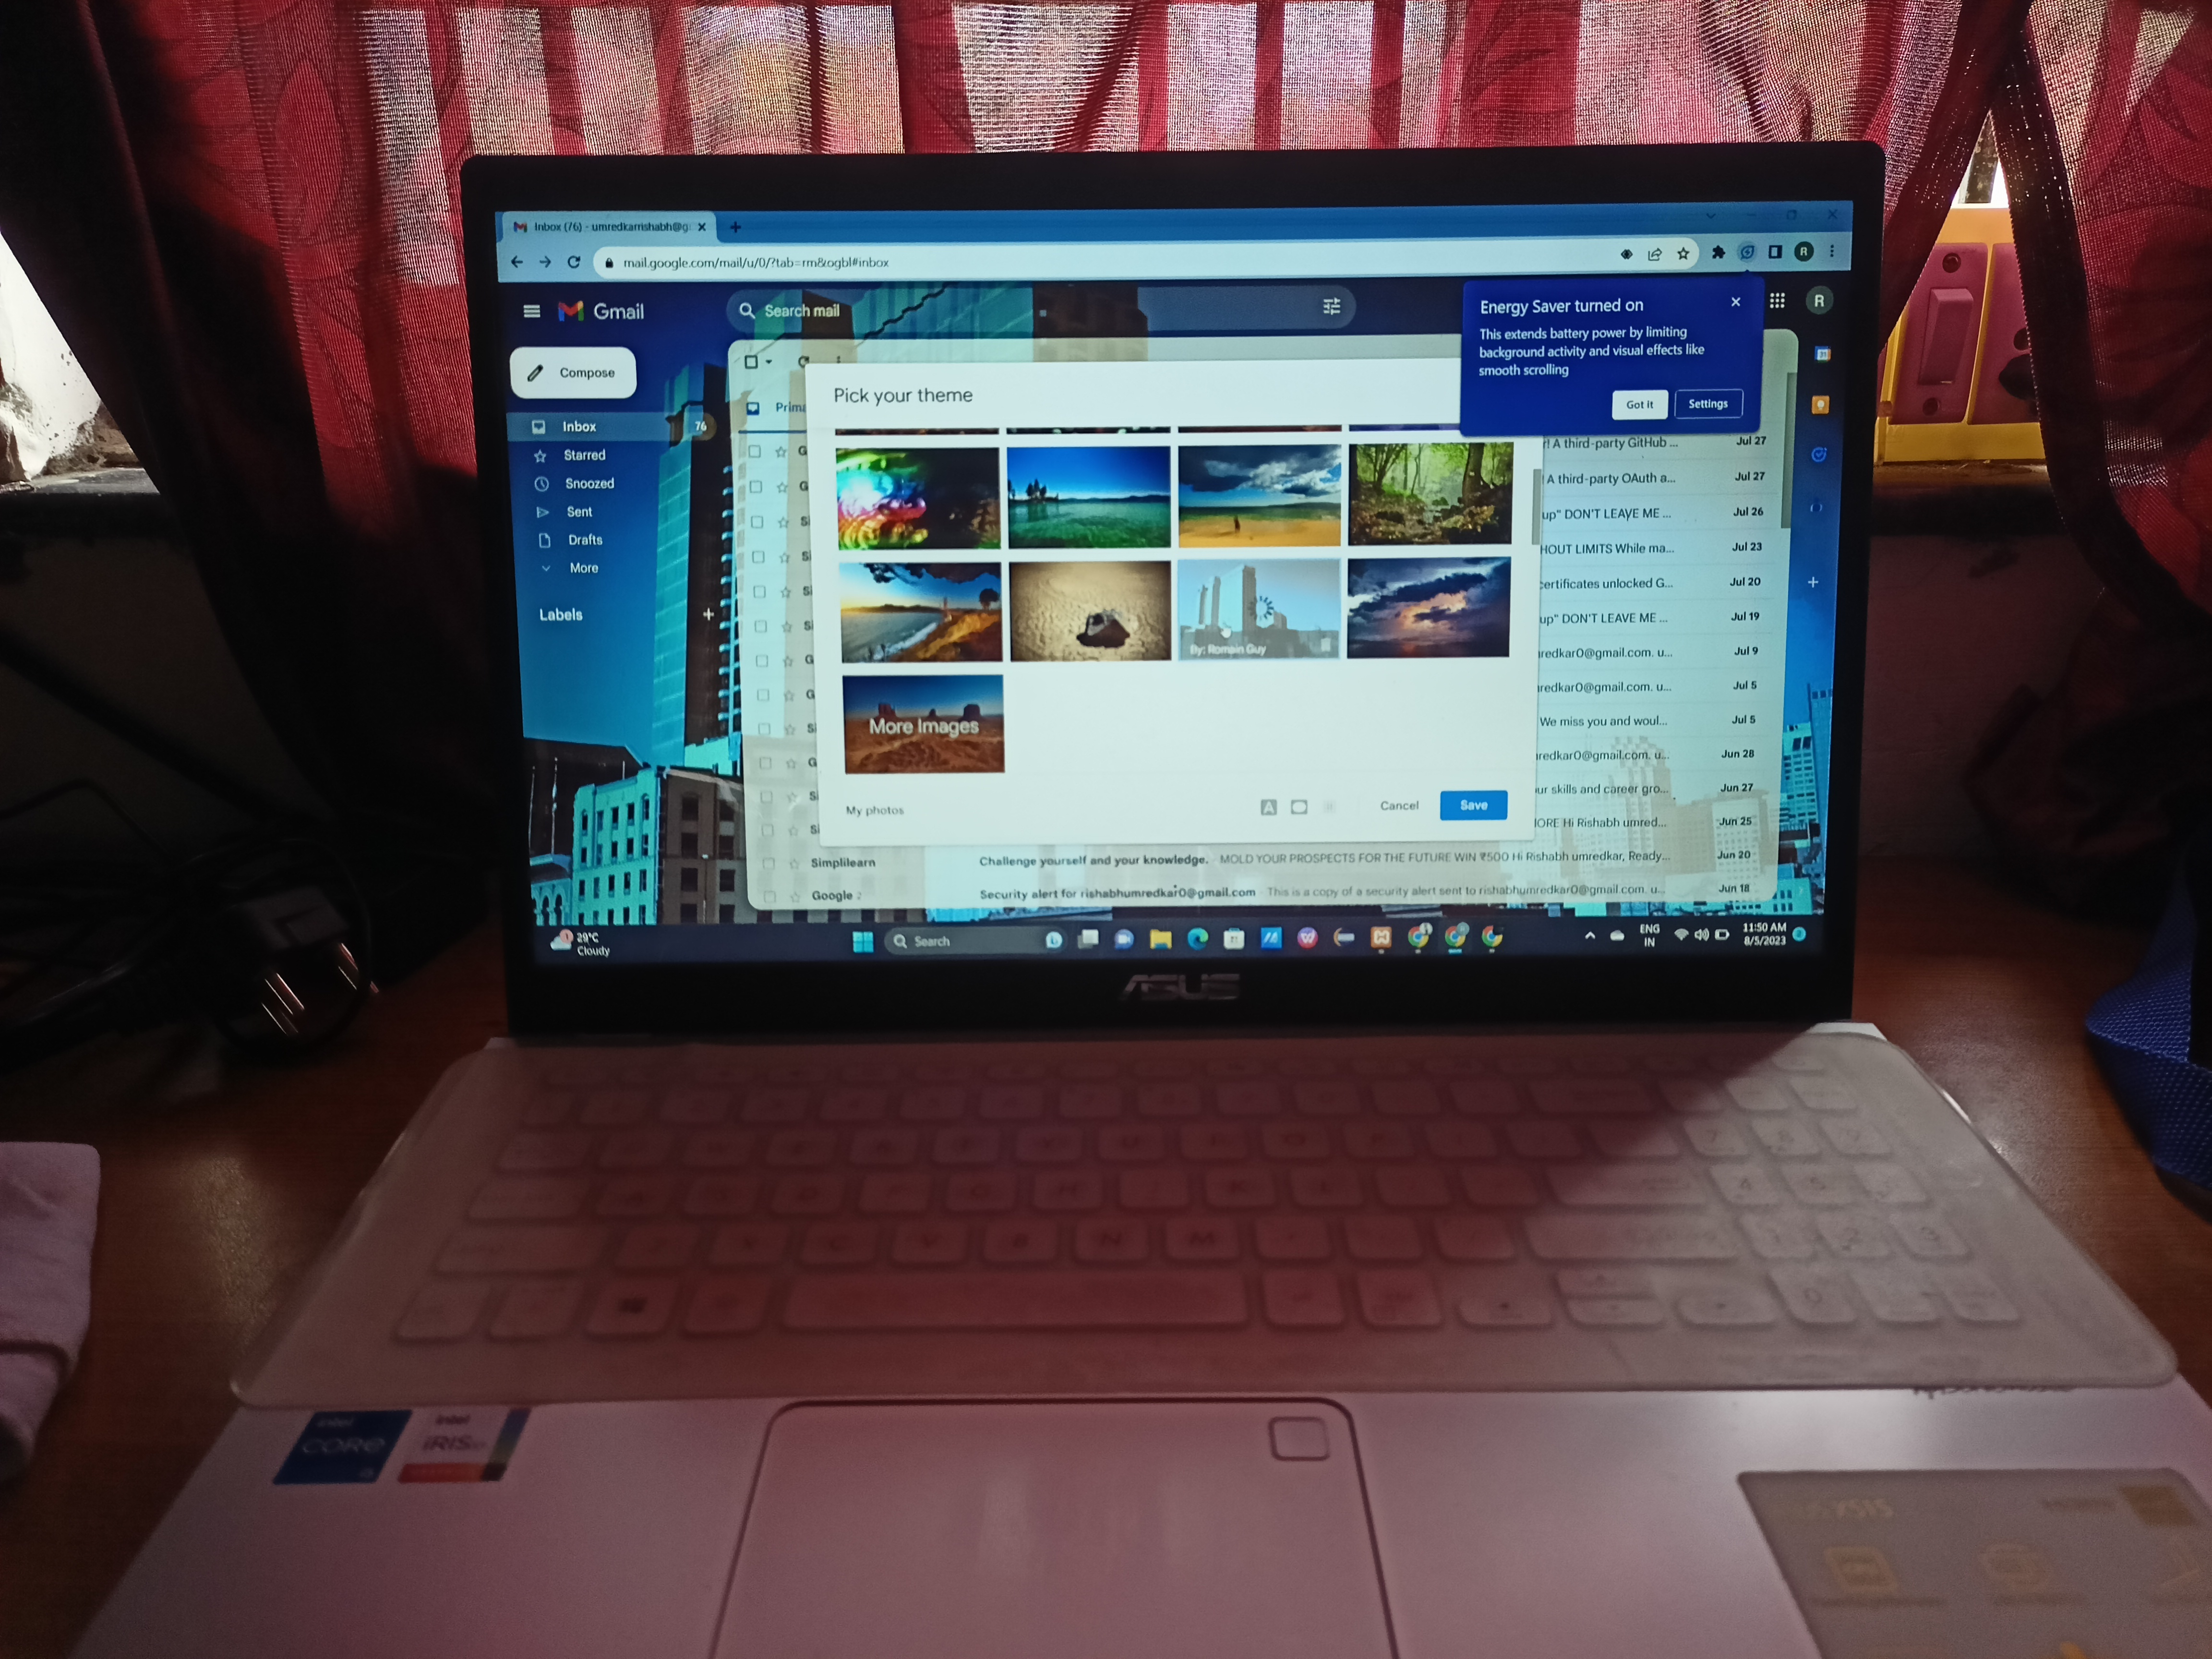 Inbox (76) - umredkarrishabh@g
mail.google.com/mail/u/0/?tab=rm&ogbl#inbox
R
Gmail
Search mail
R
Energy Saver turned on
This extends battery power by limiting
background activity and visual effects like
smooth scrolling
Got it
Settings
Compose
Inbox 76
Starred
Snoozed
Sent
Drafts
More
Labels
Prima
Pick your theme
By: Romain Guy
More Images
My photos
A
Cancel
Save
A third-party GitHub ... Jul 27
A third-party OAuth a... Jul 27
up" DON'T LEAVE ME ... Jul 26
HOUT LIMITS While ma... Jul 23
certificates unlocked G... Jul 20
up" DON'T LEAVE ME ... Jul 19
redkar0@gmail.com. u... Jul 9
redkar0@gmail.com. u... Jul 5
We miss you and woul... Jul 5
redkar0@gmail.com. u... Jun 28
ur skills and career gro... Jun 27
ORE Hi Rishabh umred... Jun 25
Simplilearn Challenge yourself and your knowledge. - MOLD YOUR PROSPECTS FOR THE FUTURE WIN ₹500 Hi Rishabh umredkar, Ready... Jun 20
Google 2 Security alert for rishabhumredkar0@gmail.com - This is a copy of a security alert sent to rishabhumredkar0@gmail.com. u... Jun 18
29°C
Cloudy
Search
ENG
IN
11:50 AM
8/5/2023
ASUS
intel
CORE
intel
iRIS